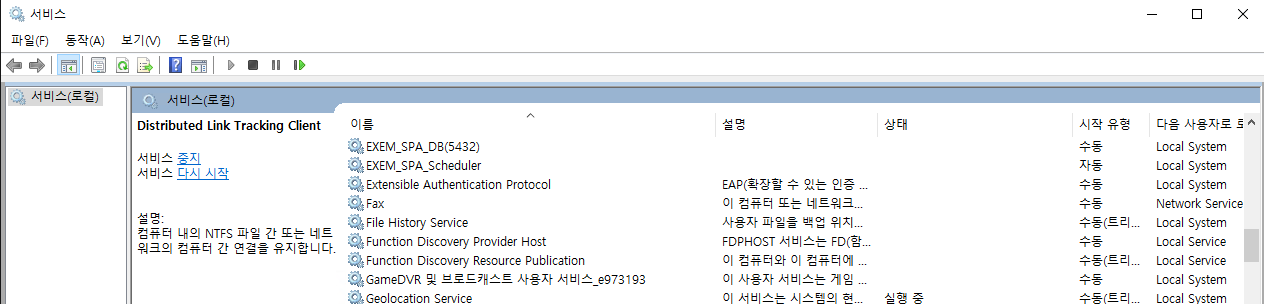 서비스
파일(F) 동작(A) 보기(V) 도움말(H)
서비스(로컬)
서비스(로컬)
Distributed Link Tracking Client
서비스 중지
서비스 다시 시작
설명:
컴퓨터 내의 NTFS 파일 간 또는 네트
워크의 컴퓨터 간 연결을 유지합니다.
이름 설명 상태 시작 유형 다음 사용자로 로
EXEM_SPA_DB(5432) 수동 Local System
EXEM_SPA_Scheduler 자동 Local System
Extensible Authentication Protocol EAP(확장할 수 있는 인증 ... 수동 Local System
Fax 이 컴퓨터 또는 네트워크... 수동 Network Service
File History Service 사용자 파일을 백업 위치... 수동(트리... Local System
Function Discovery Provider Host FDPHOST 서비스는 FD(함... 수동 Local Service
Function Discovery Resource Publication 이 컴퓨터와 이 컴퓨터에 ... 수동(트리... Local Service
GameDVR 및 브로드캐스트 사용자 서비스_e973193 이 사용자 서비스는 게임 ... 수동 Local System
Geolocation Service 이 서비스는 시스템의 현... 실행 중 수동(트리... Local System